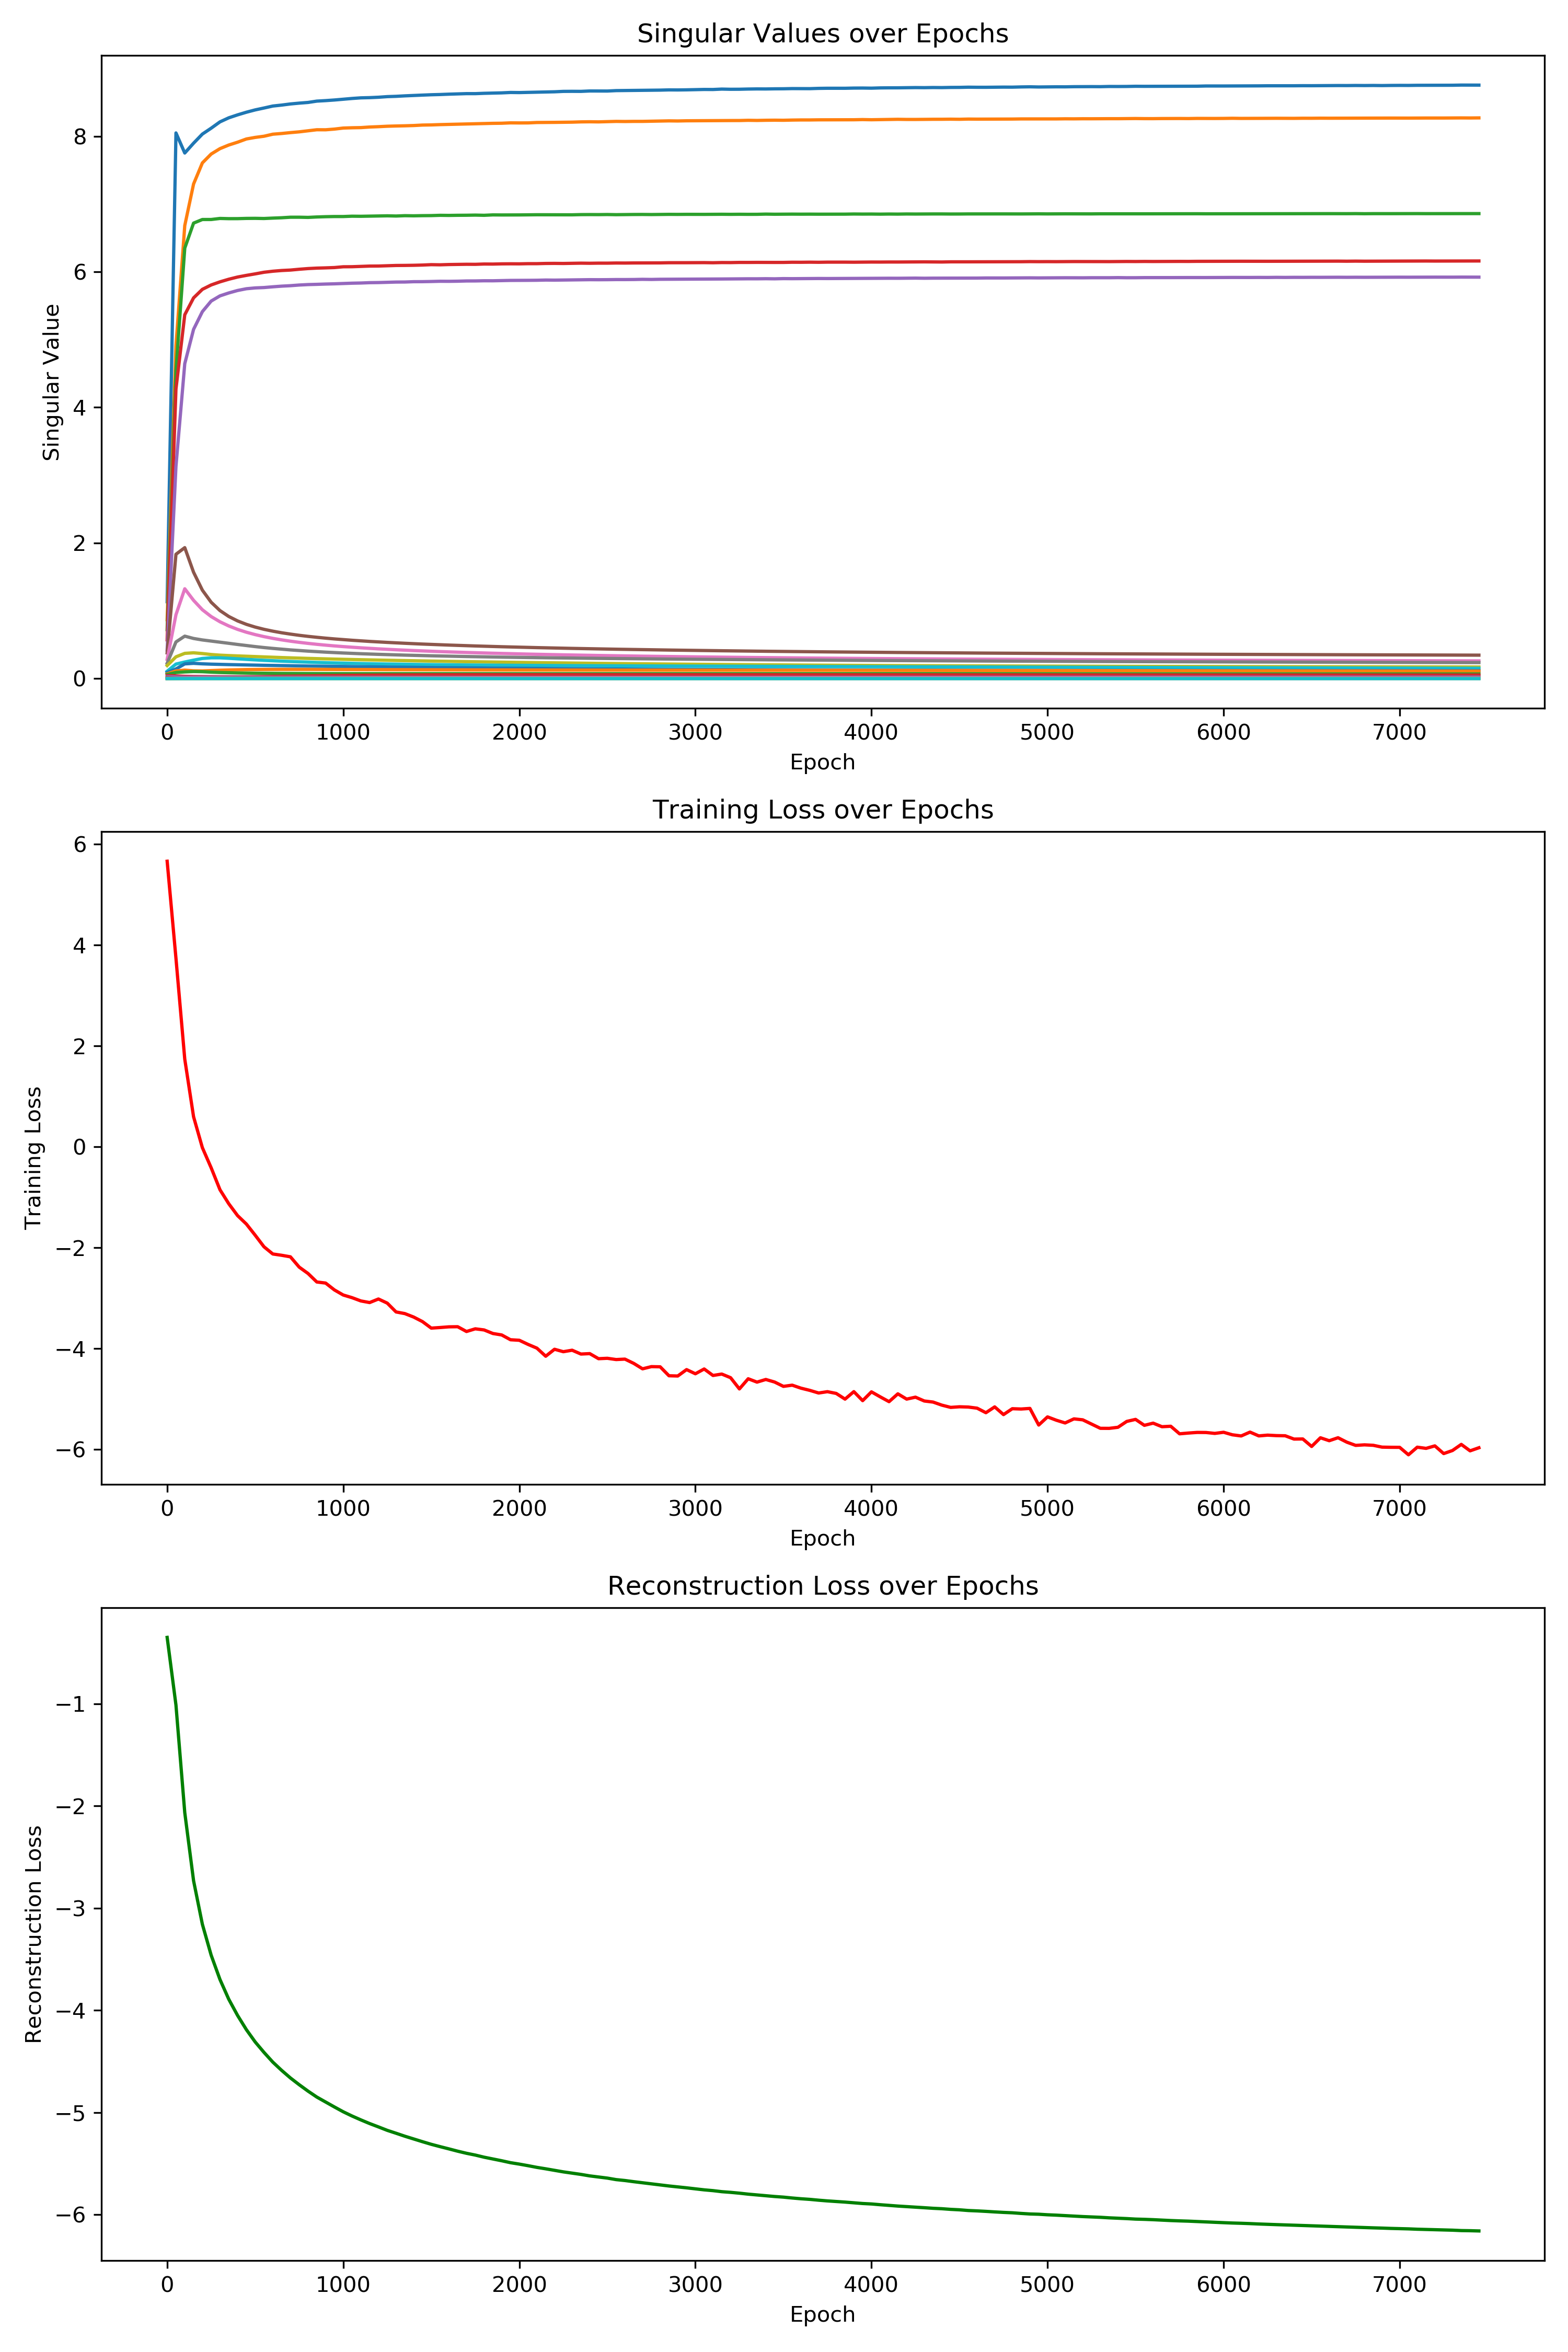 Singular Values over Epochs
Singular Value
8
6
4
2
0
0 1000 2000 3000 4000 5000 6000 7000
Epoch
Training Loss over Epochs
Training Loss
6
4
2
0
−2
−4
−6
0 1000 2000 3000 4000 5000 6000 7000
Epoch
Reconstruction Loss over Epochs
Reconstruction Loss
−1
−2
−3
−4
−5
−6
0 1000 2000 3000 4000 5000 6000 7000
Epoch